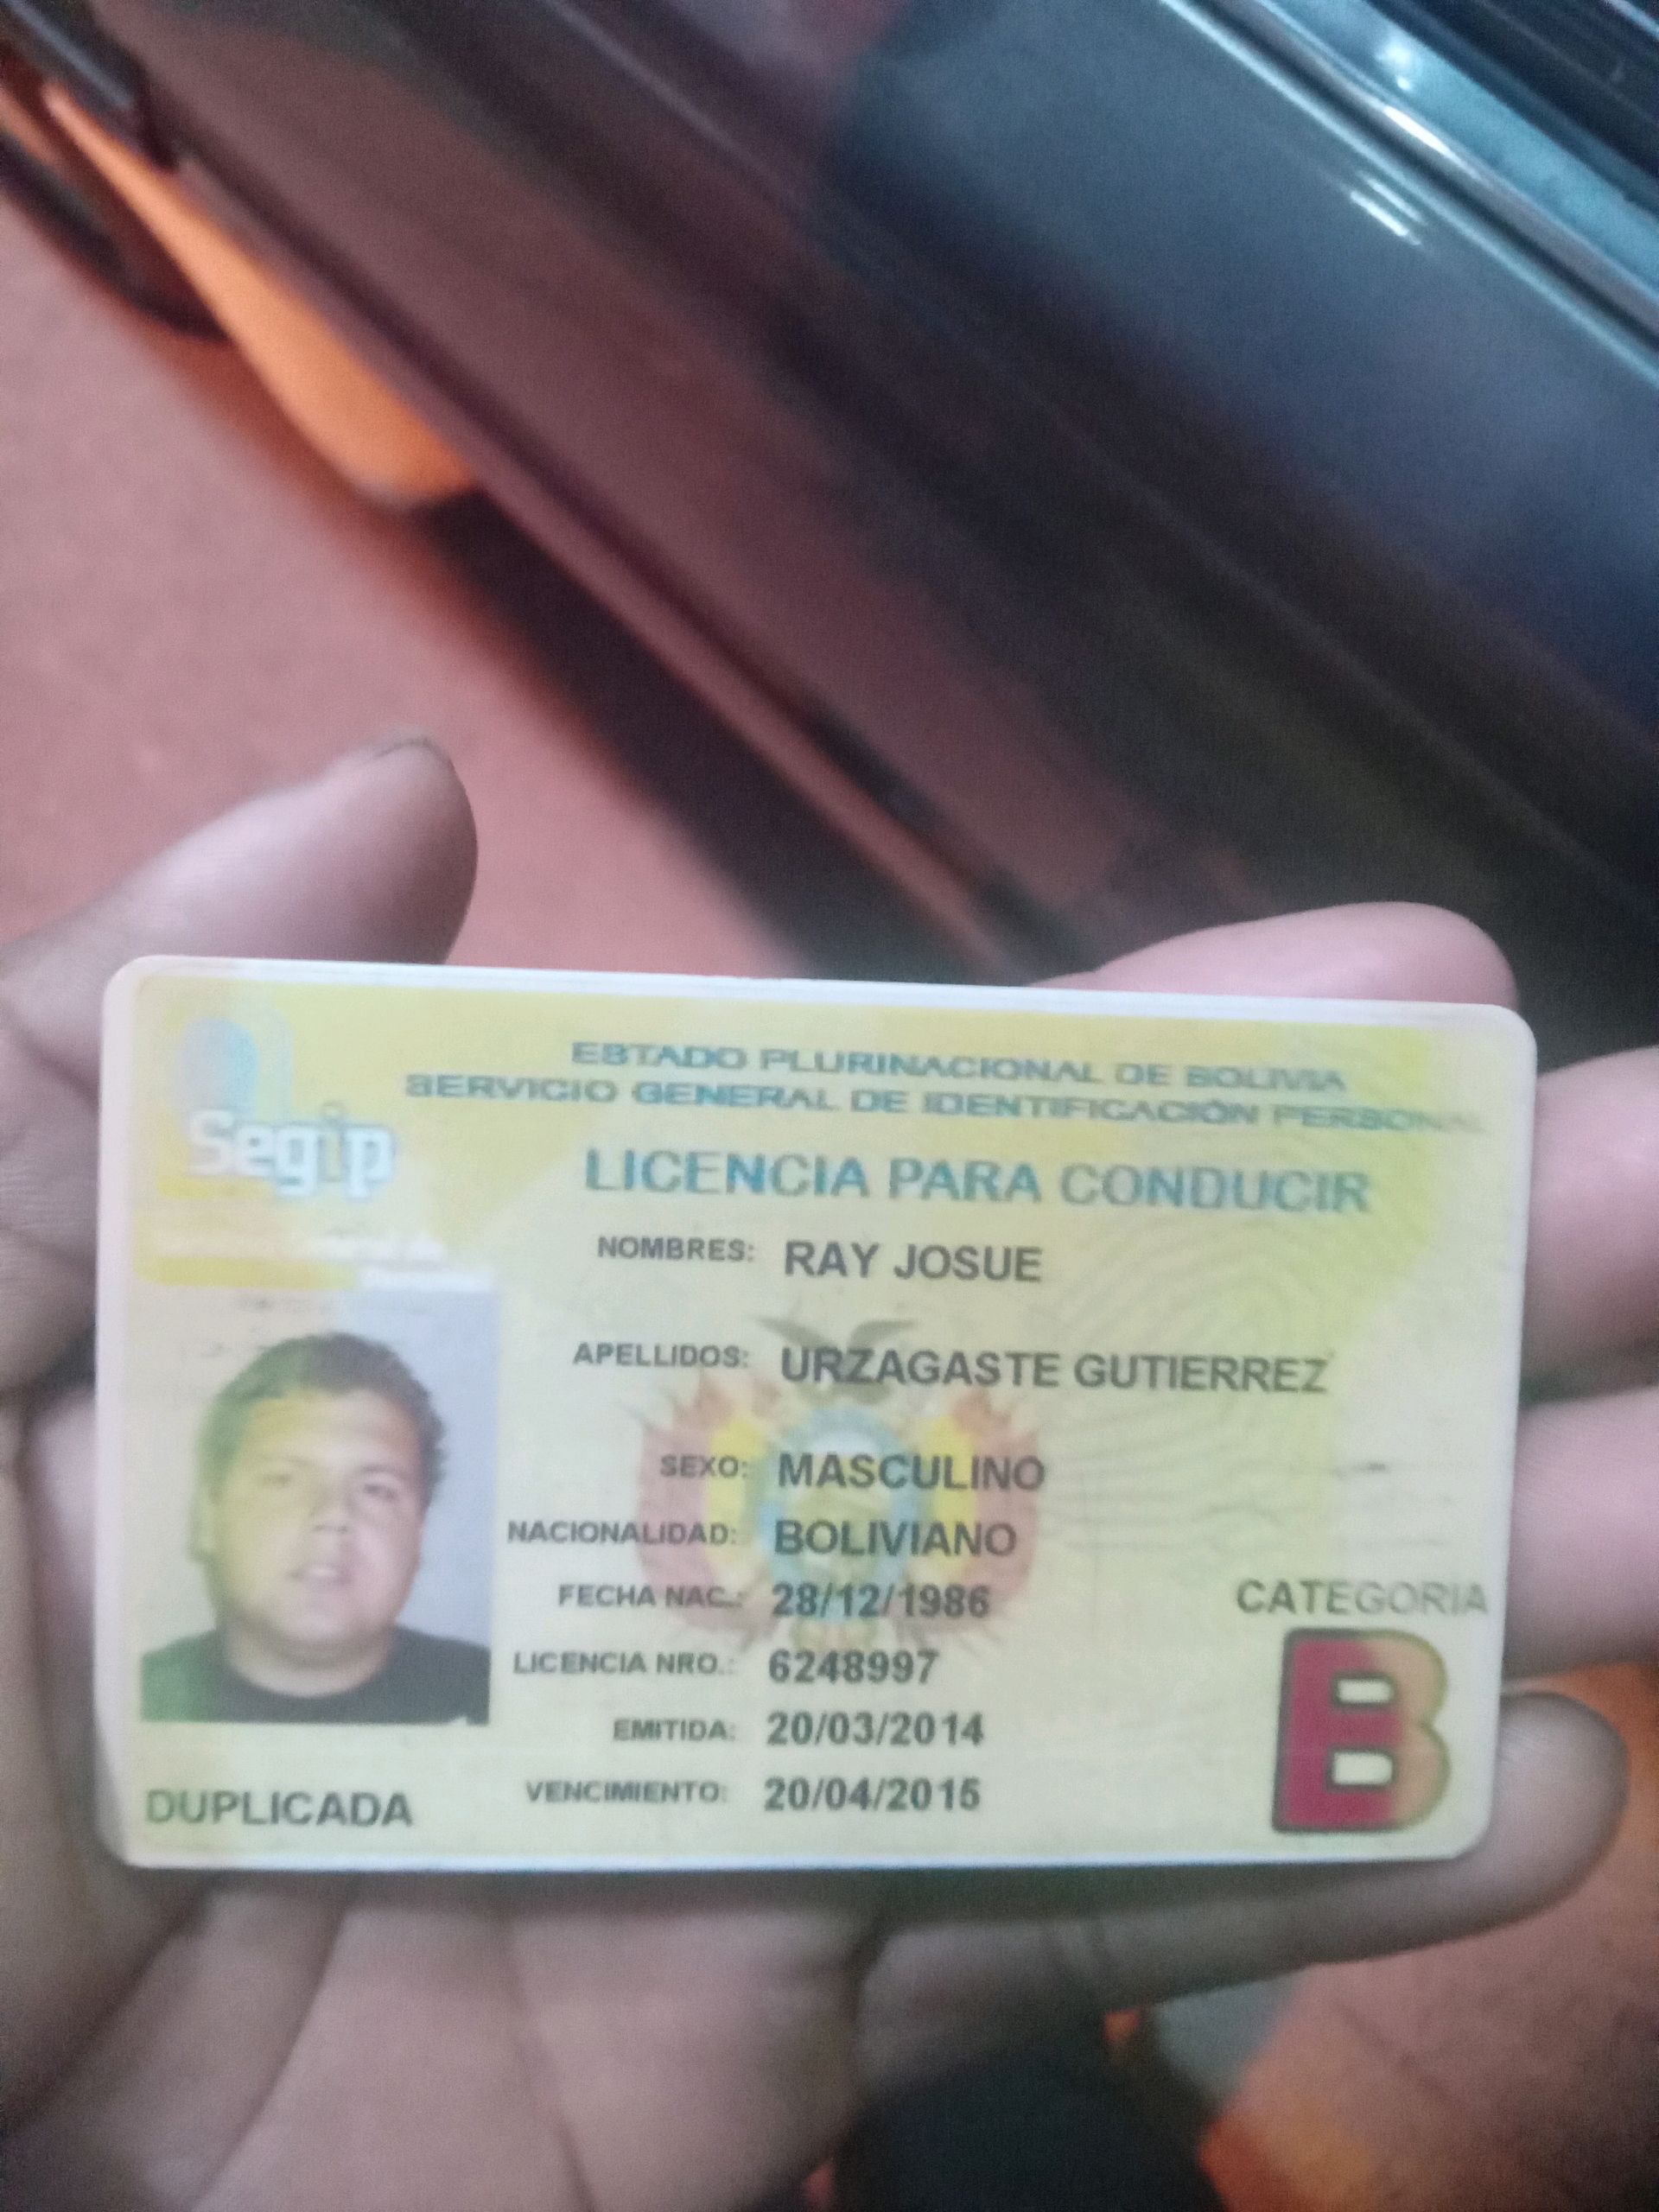 ESTADO PLURINACIONAL DE BOLIVIA
SERVICIO GENERAL DE IDENTIFICACIÓN PERSONAL
Segip
LICENCIA PARA CONDUCIR
NOMBRES: RAY JOSUE
APELLIDOS: URZAGASTE GUTIERREZ
SEXO: MASCULINO
NACIONALIDAD: BOLIVIANO
FECHA NAC.: 28/12/1986
CATEGORIA
B
LICENCIA NRO.: 6248997
EMITIDA: 20/03/2014
VENCIMIENTO: 20/04/2015
DUPLICADA